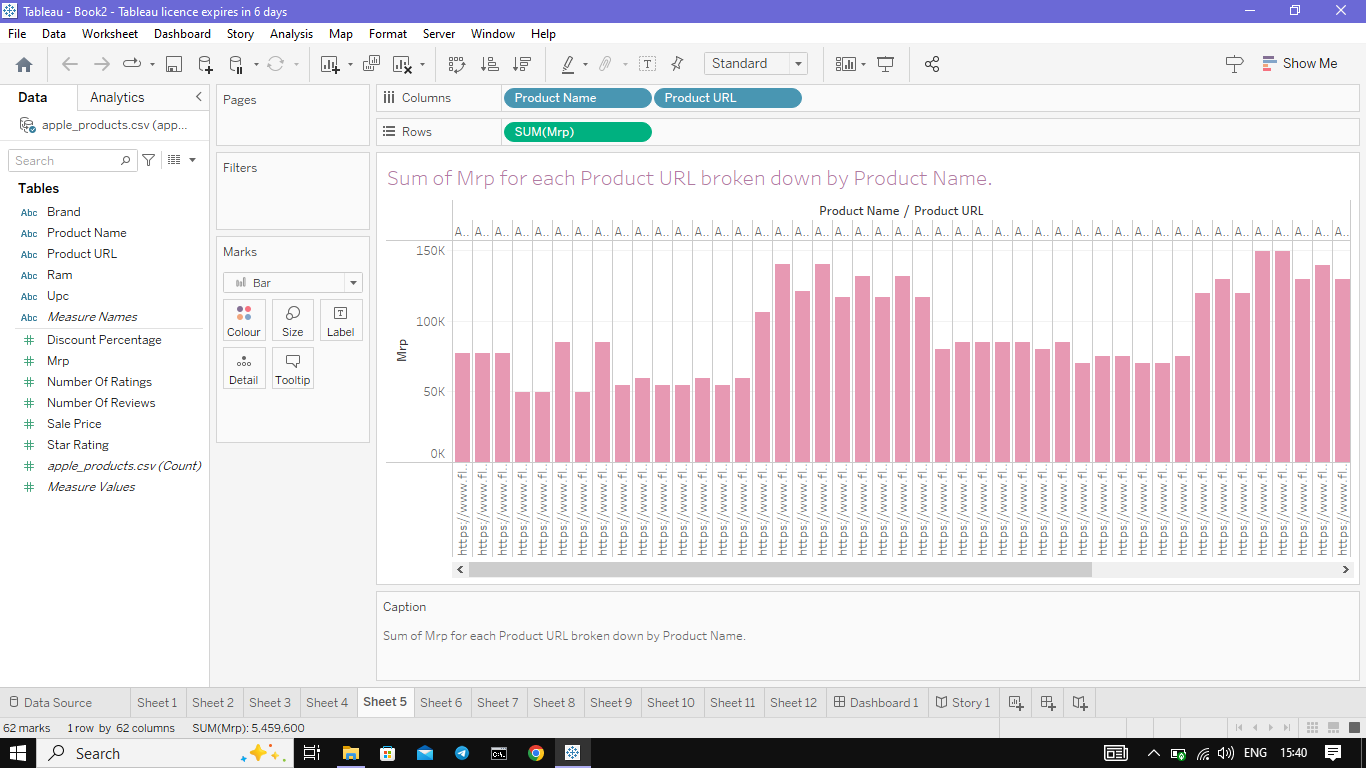 Tableau - Book2 - Tableau licence expires in 6 days
File Data Worksheet Dashboard Story Analysis Map Format Server Window Help
Standard
Show Me
Data Analytics
apple_products.csv (app...
Search
Tables
Abc Brand
Abc Product Name
Abc Product URL
Abc Ram
Abc Upc
Abc Measure Names
# Discount Percentage
# Mrp
# Number Of Ratings
# Number Of Reviews
# Sale Price
# Star Rating
# apple_products.csv (Count)
# Measure Values
Pages
Filters
Marks
Bar
Colour Size Label
Detail Tooltip
Columns Product Name Product URL
Rows SUM(Mrp)
Sum of Mrp for each Product URL broken down by Product Name.
Product Name / Product URL
A.. A.. A.. A.. A.. A.. A.. A.. A.. A.. A.. A.. A.. A.. A.. A.. A.. A.. A.. A.. A.. A.. A.. A.. A.. A.. A.. A.. A.. A.. A.. A.. A.. A.. A.. A.. A.. A.. A.. A.. A.. A.. A.. A.. A..
150K
100K
50K
0K
Mrp
https://www.fl.. https://www.fl.. https://www.fl.. https://www.fl.. https://www.fl.. https://www.fl.. https://www.fl.. https://www.fl.. https://www.fl.. https://www.fl.. https://www.fl.. https://www.fl.. https://www.fl.. https://www.fl.. https://www.fl.. https://www.fl.. https://www.fl.. https://www.fl.. https://www.fl.. https://www.fl.. https://www.fl.. https://www.fl.. https://www.fl.. https://www.fl.. https://www.fl.. https://www.fl.. https://www.fl.. https://www.fl.. https://www.fl.. https://www.fl.. https://www.fl.. https://www.fl.. https://www.fl.. https://www.fl.. https://www.fl.. https://www.fl.. https://www.fl.. https://www.fl.. https://www.fl.. https://www.fl.. https://www.fl.. https://www.fl.. https://www.fl.. https://www.fl.. https://www.fl..
Caption
Sum of Mrp for each Product URL broken down by Product Name.
Data Source Sheet 1 Sheet 2 Sheet 3 Sheet 4 Sheet 5 Sheet 6 Sheet 7 Sheet 8 Sheet 9 Sheet 10 Sheet 11 Sheet 12 Dashboard 1 Story 1
62 marks 1 row by 62 columns SUM(Mrp): 5,459,600
Search
ENG 15:40